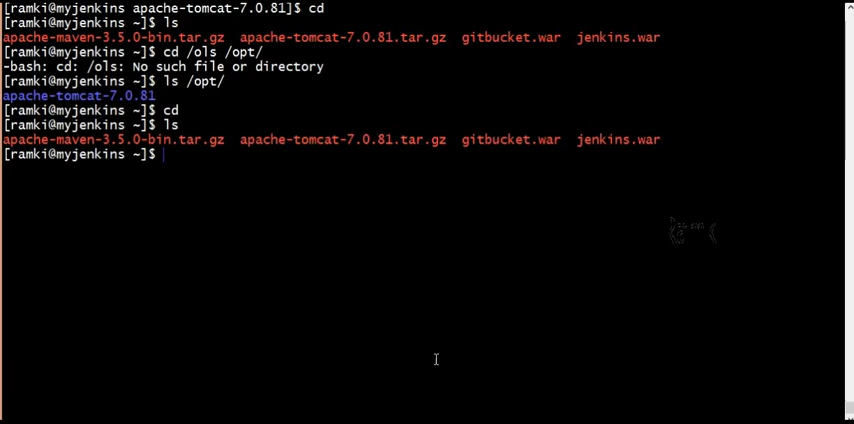 [ramki@myjenkins apache-tomcat-7.0.81]$ cd
[ramki@myjenkins ~]$ ls
apache-maven-3.5.0-bin.tar.gz  apache-tomcat-7.0.81.tar.gz  gitbucket.war  jenkins.war
[ramki@myjenkins ~]$ cd /ols /opt/
-bash: cd: /ols: No such file or directory
[ramki@myjenkins ~]$ ls /opt/
apache-tomcat-7.0.81
[ramki@myjenkins ~]$ cd
[ramki@myjenkins ~]$ ls
apache-maven-3.5.0-bin.tar.gz  apache-tomcat-7.0.81.tar.gz  gitbucket.war  jenkins.war
[ramki@myjenkins ~]$